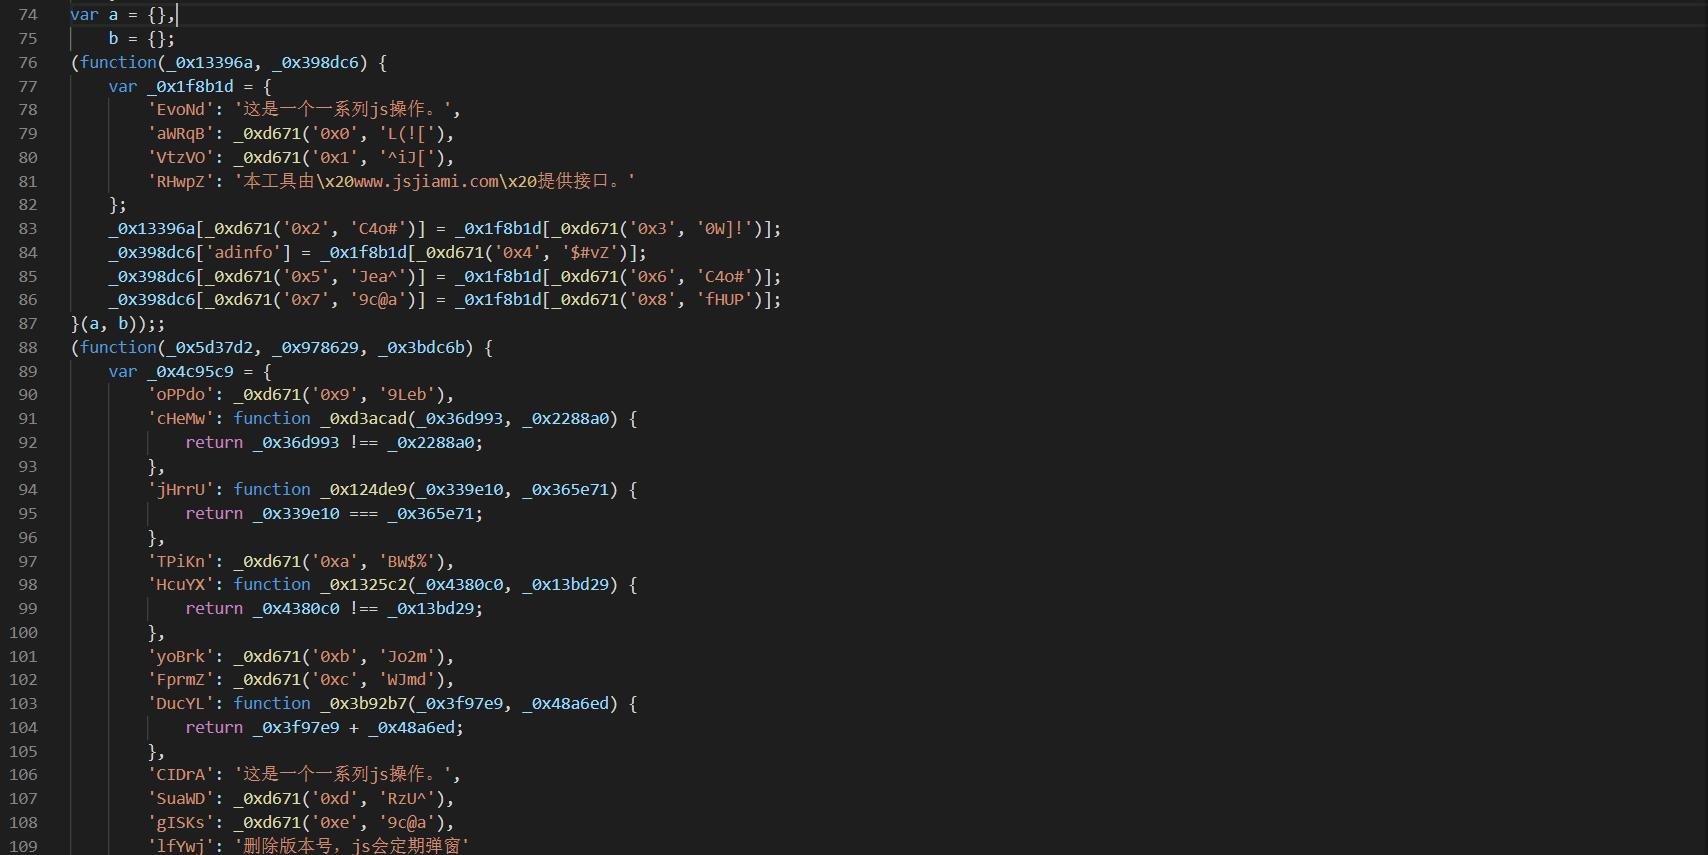 74 var a = {},
75     b = {};
76 (function(_0x13396a, _0x398dc6) {
77     var _0x1f8b1d = {
78         'EvoNd': '这是一个一系列js操作。',
79         'aWRqB': _0xd671('0x0', 'L(!['),
80         'VtzVO': _0xd671('0x1', '^iJ['),
81         'RHwpZ': '本工具由\x20www.jsjiami.com\x20提供接口。'
82     };
83     _0x13396a[_0xd671('0x2', 'C4o#')] = _0x1f8b1d[_0xd671('0x3', '0W]!')];
84     _0x398dc6['adinfo'] = _0x1f8b1d[_0xd671('0x4', '$#vZ')];
85     _0x398dc6[_0xd671('0x5', 'Jea^')] = _0x1f8b1d[_0xd671('0x6', 'C4o#')];
86     _0x398dc6[_0xd671('0x7', '9c@a')] = _0x1f8b1d[_0xd671('0x8', 'fHUP')];
87 }(a, b));;
88 (function(_0x5d37d2, _0x978629, _0x3bdc6b) {
89     var _0x4c95c9 = {
90         'oPPdo': _0xd671('0x9', '9Leb'),
91         'cHeMw': function _0xd3acad(_0x36d993, _0x2288a0) {
92             return _0x36d993 !== _0x2288a0;
93         },
94         'jHrrU': function _0x124de9(_0x339e10, _0x365e71) {
95             return _0x339e10 === _0x365e71;
96         },
97         'TPiKn': _0xd671('0xa', 'BW$%'),
98         'HcuYX': function _0x1325c2(_0x4380c0, _0x13bd29) {
99             return _0x4380c0 !== _0x13bd29;
100         },
101         'yoBrk': _0xd671('0xb', 'Jo2m'),
102         'FprmZ': _0xd671('0xc', 'WJmd'),
103         'DucYL': function _0x3b92b7(_0x3f97e9, _0x48a6ed) {
104             return _0x3f97e9 + _0x48a6ed;
105         },
106         'CIDrA': '这是一个一系列js操作。',
107         'SuaWD': _0xd671('0xd', 'RzU^'),
108         'gISKs': _0xd671('0xe', '9c@a'),
109         'lfYwj': '删除版本号，js会定期弹窗'